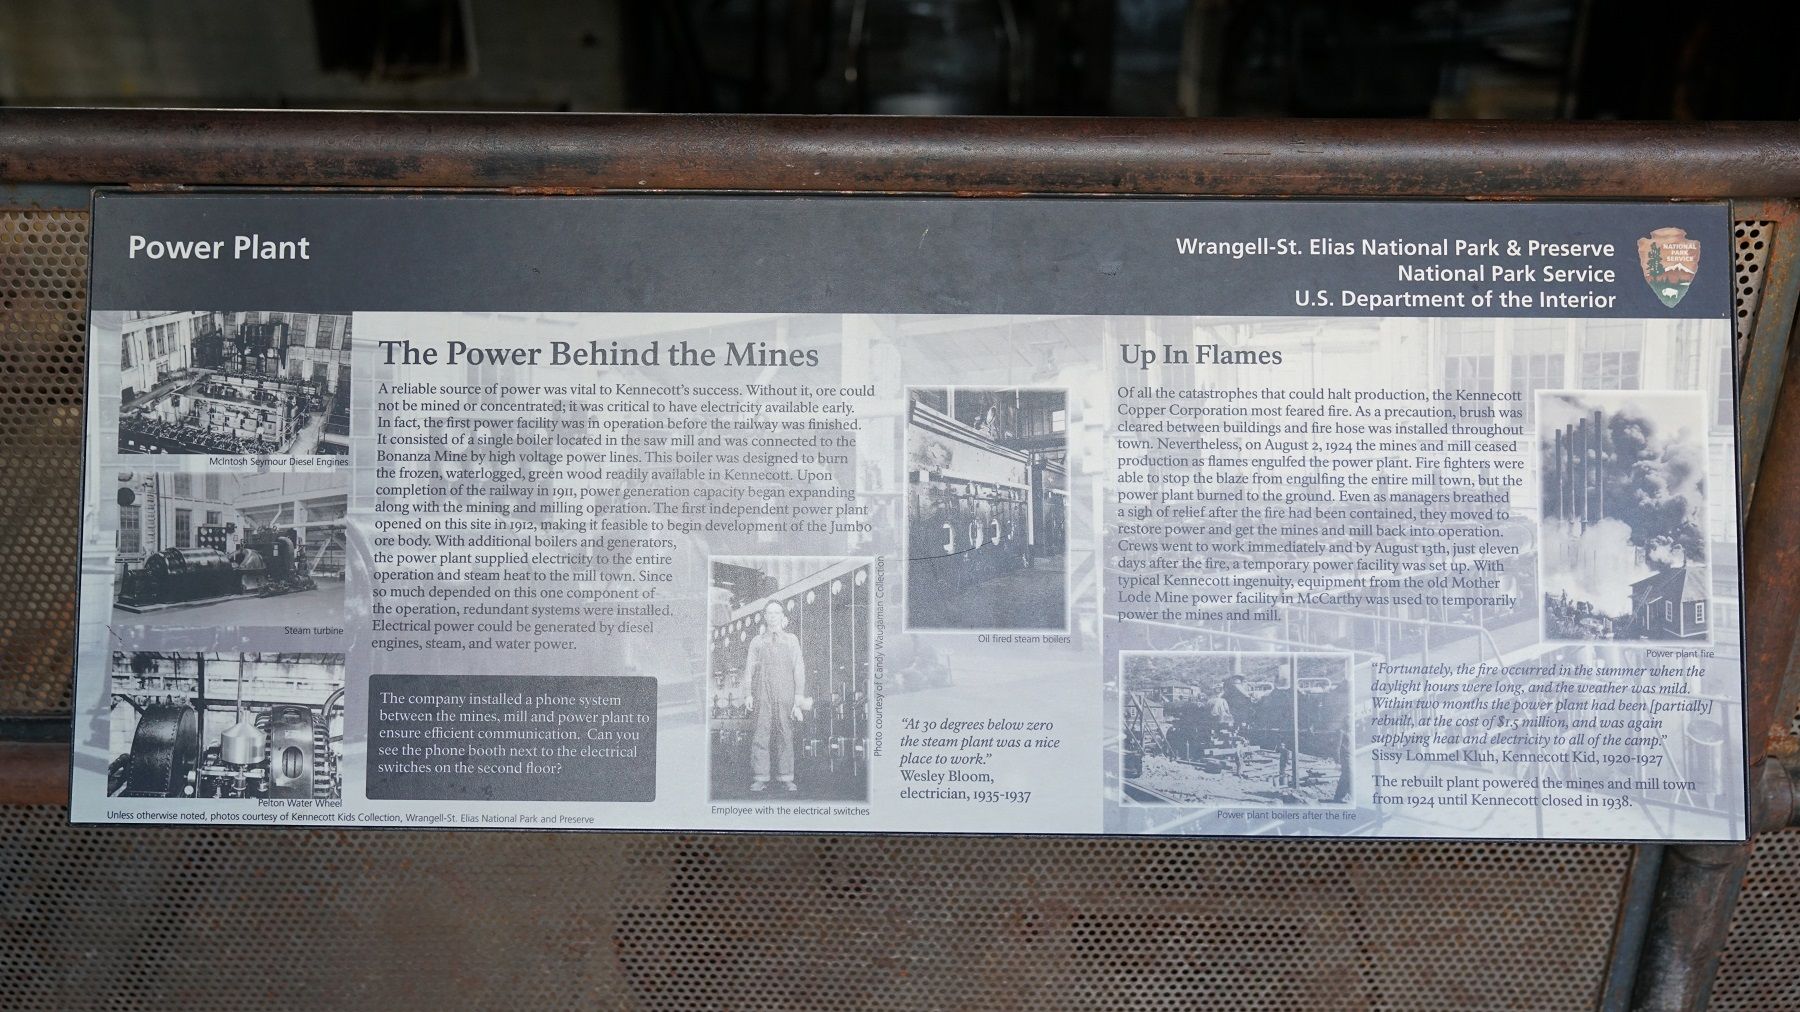 Power Plant
Wrangell-St. Elias National Park & Preserve
National Park Service
U.S. Department of the Interior
NATIONAL
PARK
SERVICE
McIntosh Seymour Diesel Engines
Steam turbine
Pelton Water Wheel
Unless otherwise noted, photos courtesy of Kennecott Kids Collection, Wrangell-St. Elias National Park and Preserve
The Power Behind the Mines
A reliable source of power was vital to Kennecott's success. Without it, ore could
not be mined or concentrated; it was critical to have electricity available early.
In fact, the first power facility was in operation before the railway was finished.
It consisted of a single boiler located in the saw mill and was connected to the
Bonanza Mine by high voltage power lines. This boiler was designed to burn
the frozen, waterlogged, green wood readily available in Kennecott. Upon
completion of the railway in 1911, power generation capacity began expanding
along with the mining and milling operation. The first independent power plant
opened on this site in 1912, making it feasible to begin development of the Jumbo
ore body. With additional boilers and generators,
the power plant supplied electricity to the entire
operation and steam heat to the mill town. Since
so much depended on this one component of
the operation, redundant systems were installed.
Electrical power could be generated by diesel
engines, steam, and water power.
The company installed a phone system
between the mines, mill and power plant to
ensure efficient communication. Can you
see the phone booth next to the electrical
switches on the second floor?
Photo courtesy of Candy Waugaman Collection
Employee with the electrical switches
Oil fired steam boilers
"At 30 degrees below zero
the steam plant was a nice
place to work."
Wesley Bloom,
electrician, 1935-1937
Up In Flames
Of all the catastrophes that could halt production, the Kennecott
Copper Corporation most feared fire. As a precaution, brush was
cleared between buildings and fire hose was installed throughout
town. Nevertheless, on August 2, 1924 the mines and mill ceased
production as flames engulfed the power plant. Fire fighters were
able to stop the blaze from engulfing the entire mill town, but the
power plant burned to the ground. Even as managers breathed
a sigh of relief after the fire had been contained, they moved to
restore power and get the mines and mill back into operation.
Crews went to work immediately and by August 13th, just eleven
days after the fire, a temporary power facility was set up. With
typical Kennecott ingenuity, equipment from the old Mother
Lode Mine power facility in McCarthy was used to temporarily
power the mines and mill.
Power plant fire
Power plant boilers after the fire
"Fortunately, the fire occurred in the summer when the
daylight hours were long, and the weather was mild.
Within two months the power plant had been [partially]
rebuilt, at the cost of $1.5 million, and was again
supplying heat and electricity to all of the camp."
Sissy Lommel Kluh, Kennecott Kid, 1920-1927
The rebuilt plant powered the mines and mill town
from 1924 until Kennecott closed in 1938.